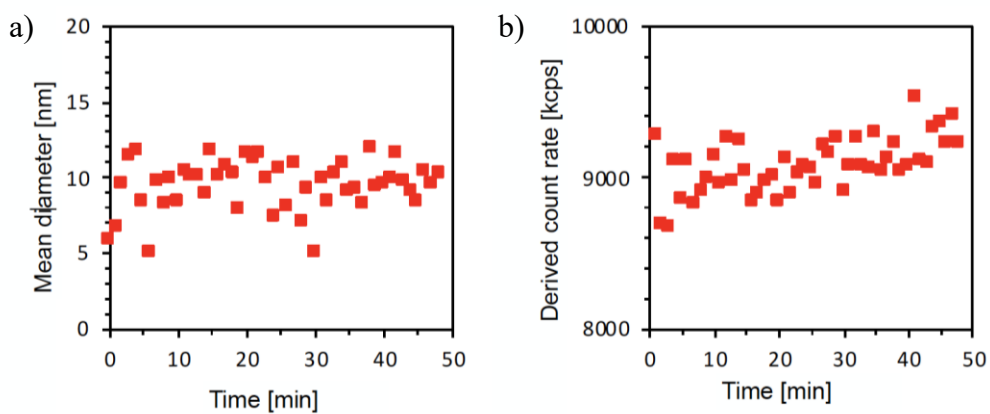 a)
20
15
10
5
0
Mean diameter [nm]
0 10 20 30 40 50
Time [min]
b)
10000
9000
8000
Derived count rate [kcps]
0 10 20 30 40 50
Time [min]